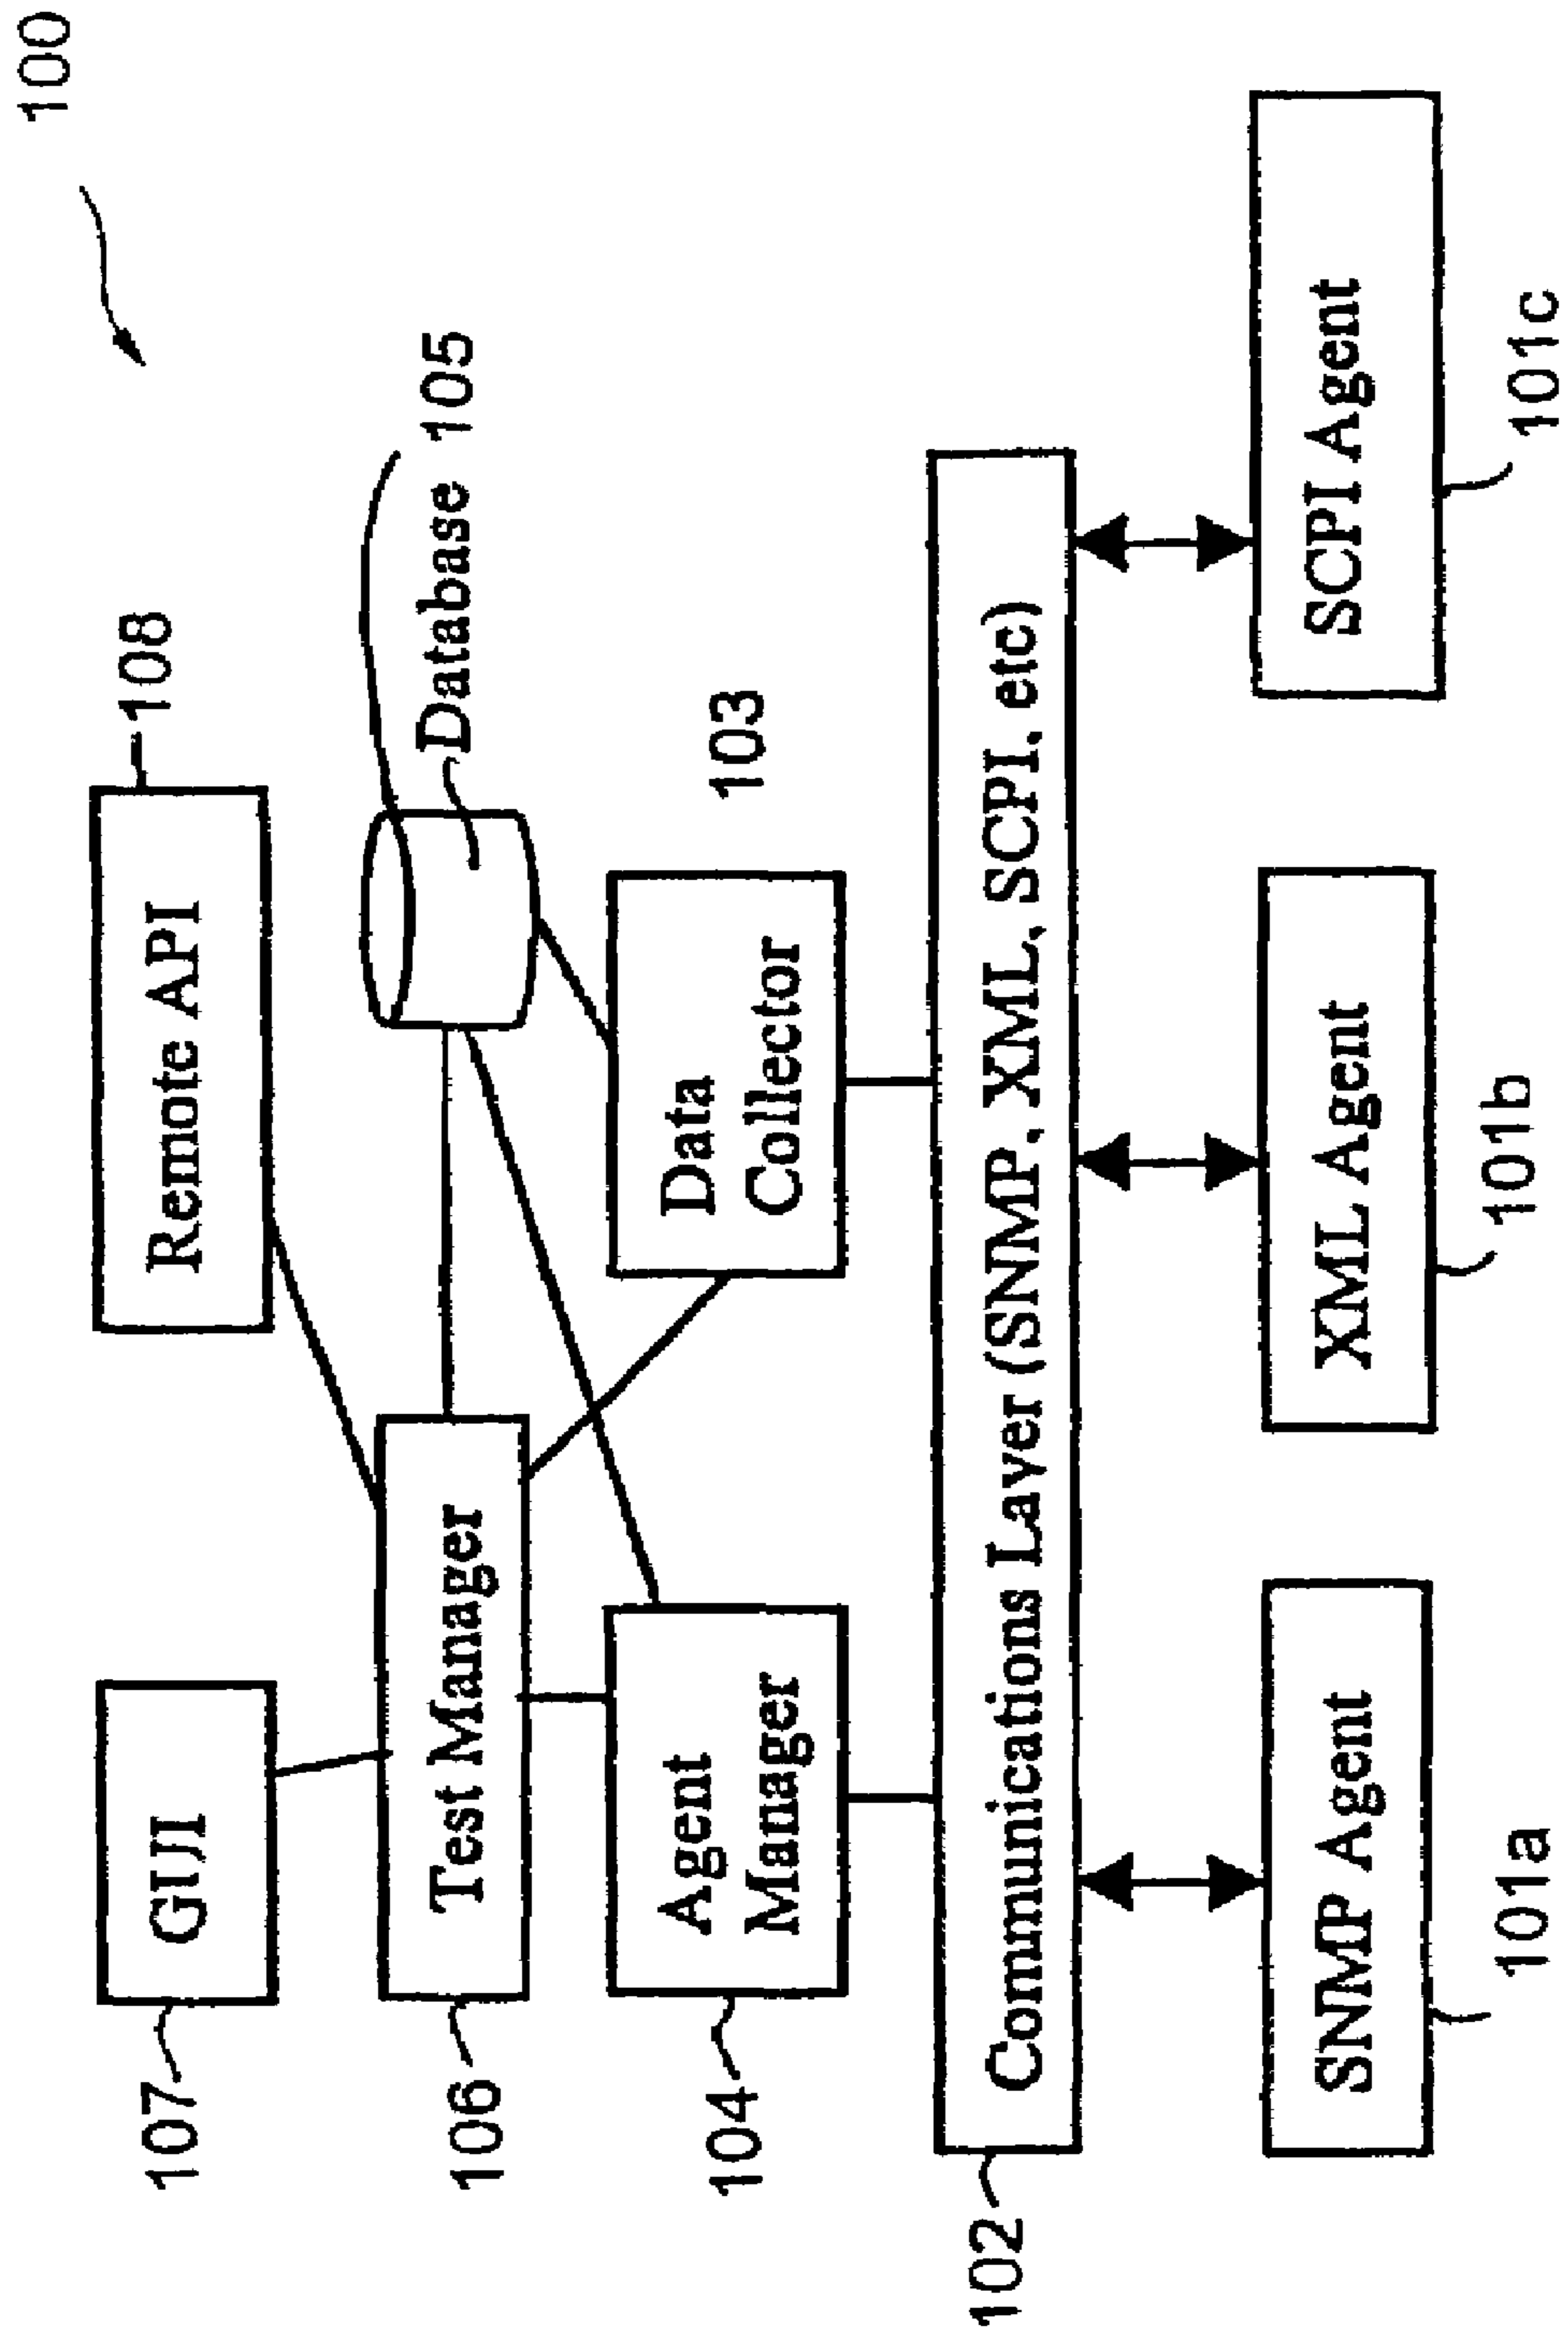 100
107
GUI
Remote API
108
106
Test Manager
Database
105
104
Agent
Manager
Data
Collector
103
102
Communications Layer (SNMP, XML, SCPI, etc)
SNMP Agent
XML Agent
SCPI Agent
101a
101b
101c